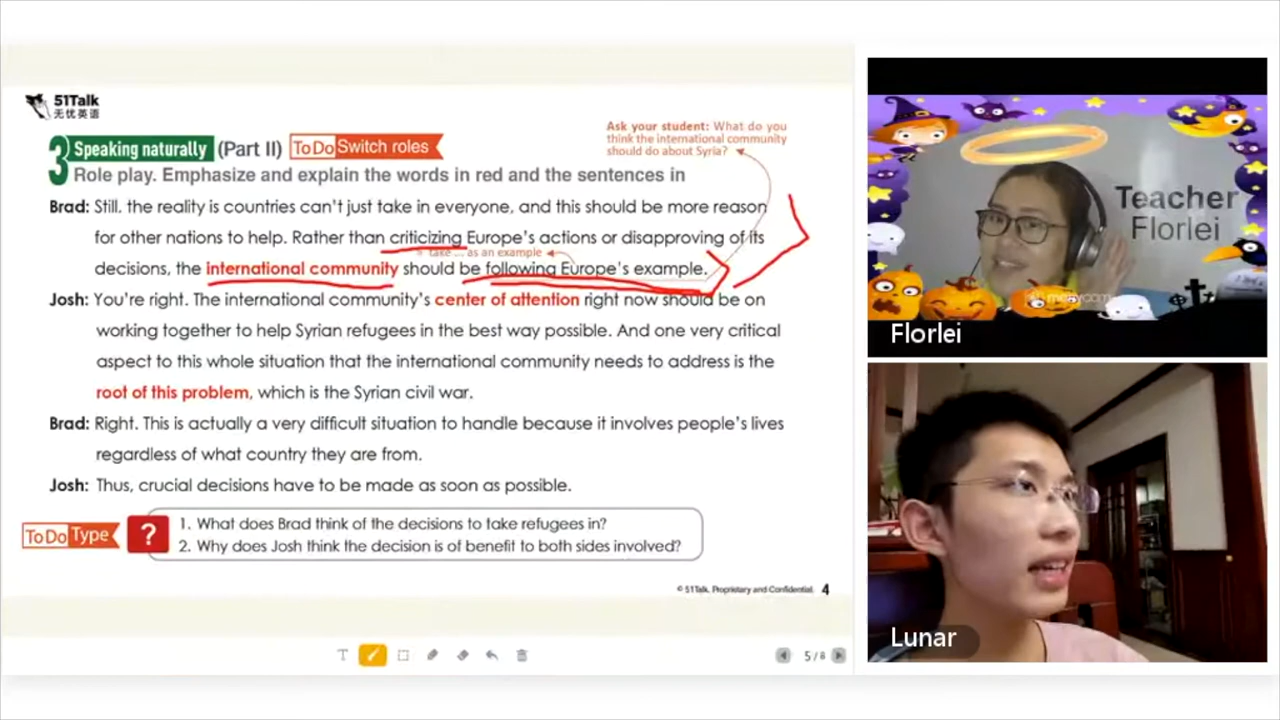 51Talk
无忧英语
3 Speaking naturally (Part II) To Do Switch roles
Ask your student: What do you
think the international community
should do about Syria?
Role play. Emphasize and explain the words in red and the sentences in
Brad: Still, the reality is countries can't just take in everyone, and this should be more reason
for other nations to help. Rather than criticizing Europe's actions or disapproving of its
take ... as an example
decisions, the international community should be following Europe's example.
Josh: You're right. The international community's center of attention right now should be on
working together to help Syrian refugees in the best way possible. And one very critical
aspect to this whole situation that the international community needs to address is the
root of this problem, which is the Syrian civil war.
Brad: Right. This is actually a very difficult situation to handle because it involves people's lives
regardless of what country they are from.
Josh: Thus, crucial decisions have to be made as soon as possible.
To Do Type ?
1. What does Brad think of the decisions to take refugees in?
2. Why does Josh think the decision is of benefit to both sides involved?
© 51Talk. Proprietary and Confidential. 4
T
5 / 8
Teacher
Florlei
Florlei
Lunar